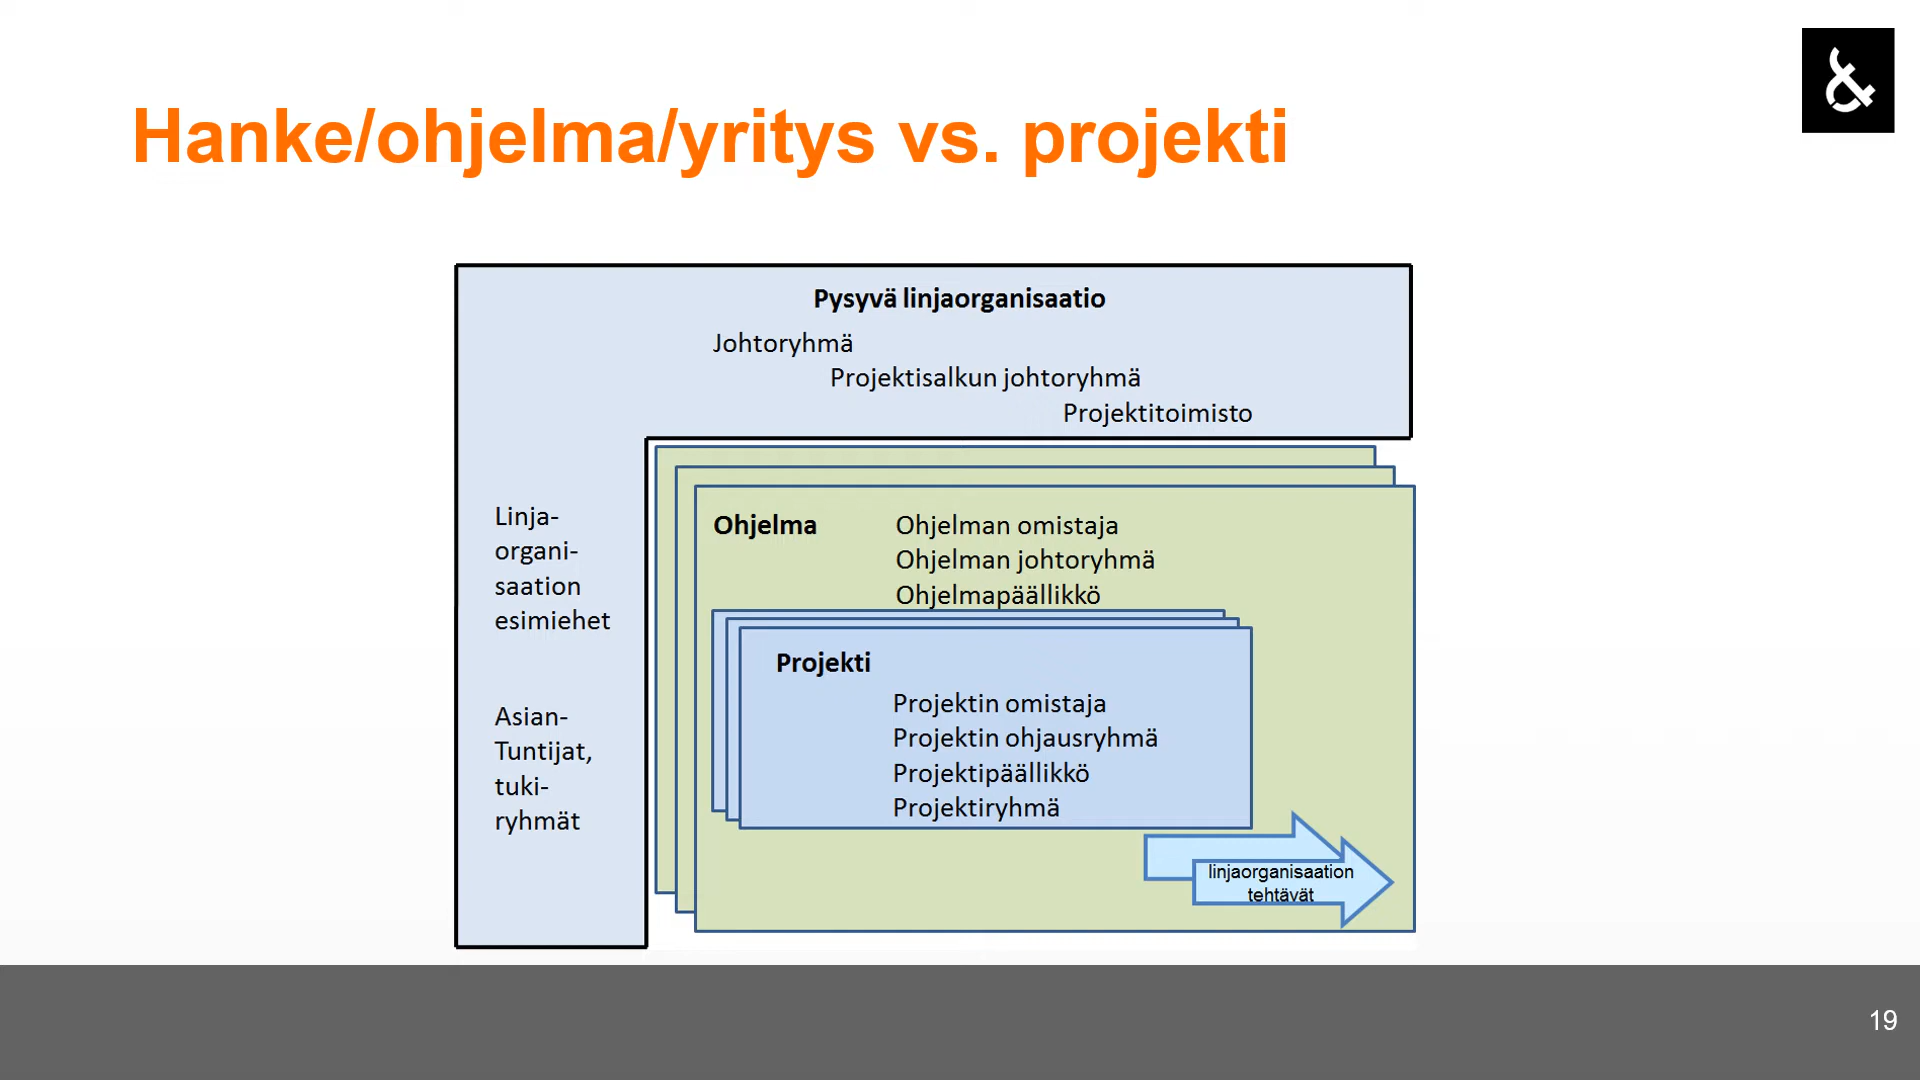 &
Hanke/ohjelma/yritys vs. projekti
Pysyvä linjaorganisaatio
Johtoryhmä
Projektisalkun johtoryhmä
Projektitoimisto
Linja-
organi-
saation
esimiehet
Asian-
Tuntijat,
tuki-
ryhmät
Ohjelma
Ohjelman omistaja
Ohjelman johtoryhmä
Ohjelmapäällikkö
Projekti
Projektin omistaja
Projektin ohjausryhmä
Projektipäällikkö
Projektiryhmä
linjaorganisaation
tehtävät
19